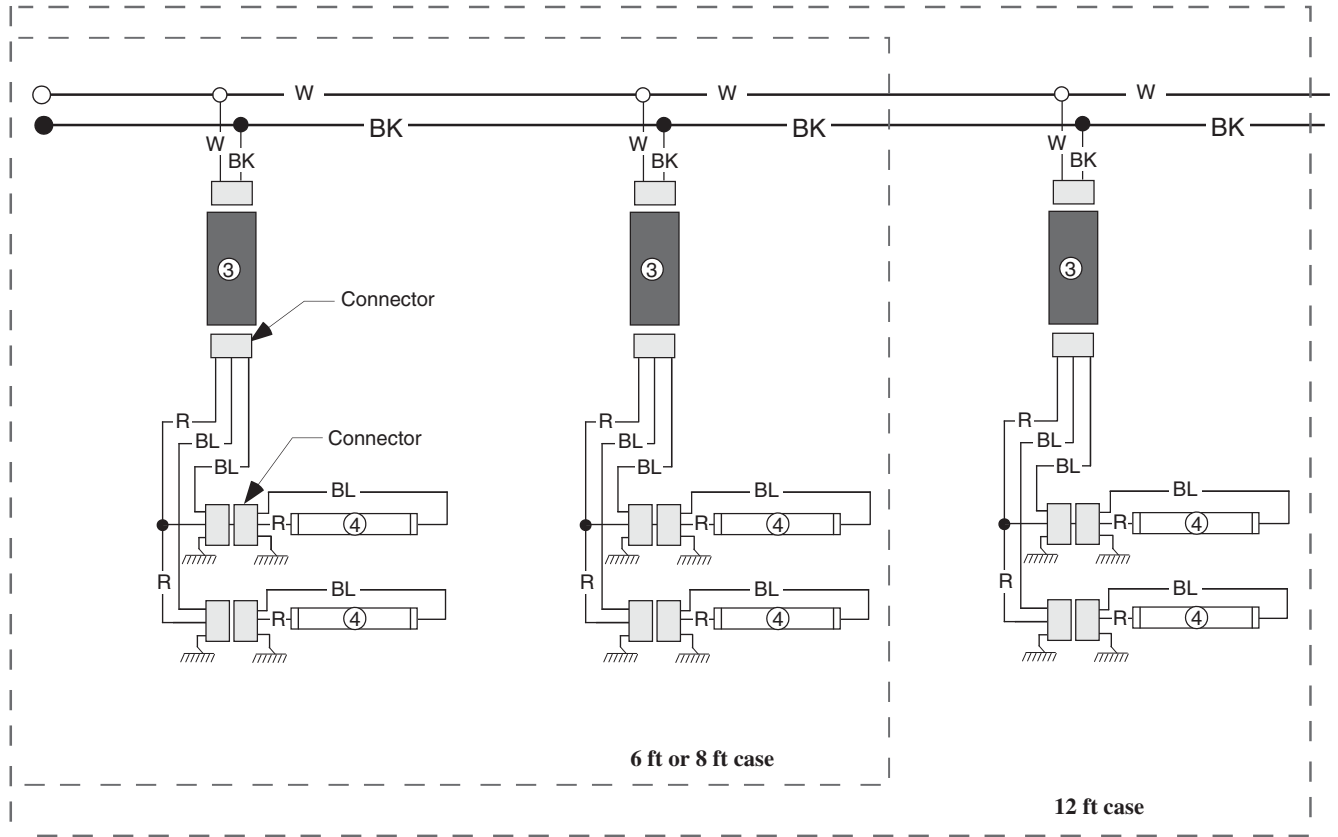 W W W
BK BK BK
W W W
BK BK BK
3 3 3
Connector
R R R
BL Connector BL BL
BL BL BL
BL BL BL
R 4 R 4 R 4
R R R
BL BL BL
R 4 R 4 R 4
6 ft or 8 ft case
12 ft case